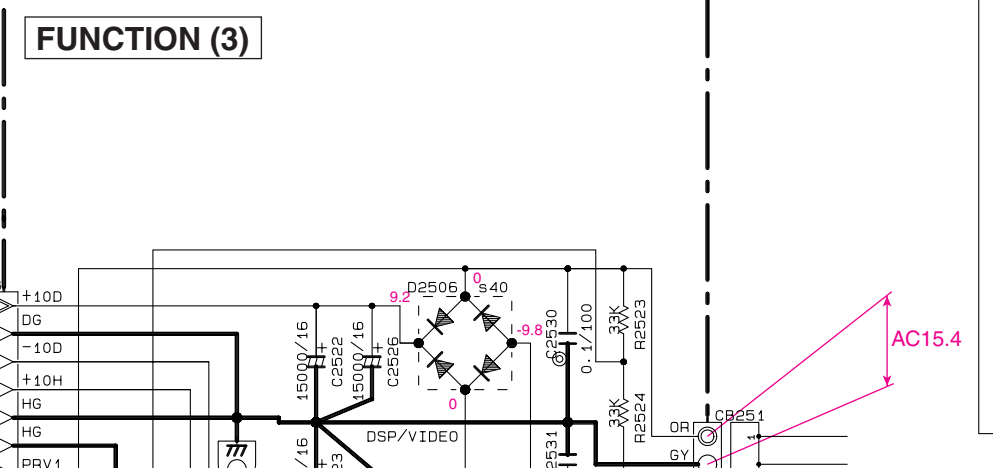 FUNCTION (3)
+10D
DG
-10D
+10H
HG
HG
PRV1
9.2
D2506
0
s40
-9.8
0
15000/16
C2522
15000/16
C2526
C2530
0.1/100
33K
R2523
33K
R2524
DSP/VIDEO
AC15.4
CB251
OR
GY
1